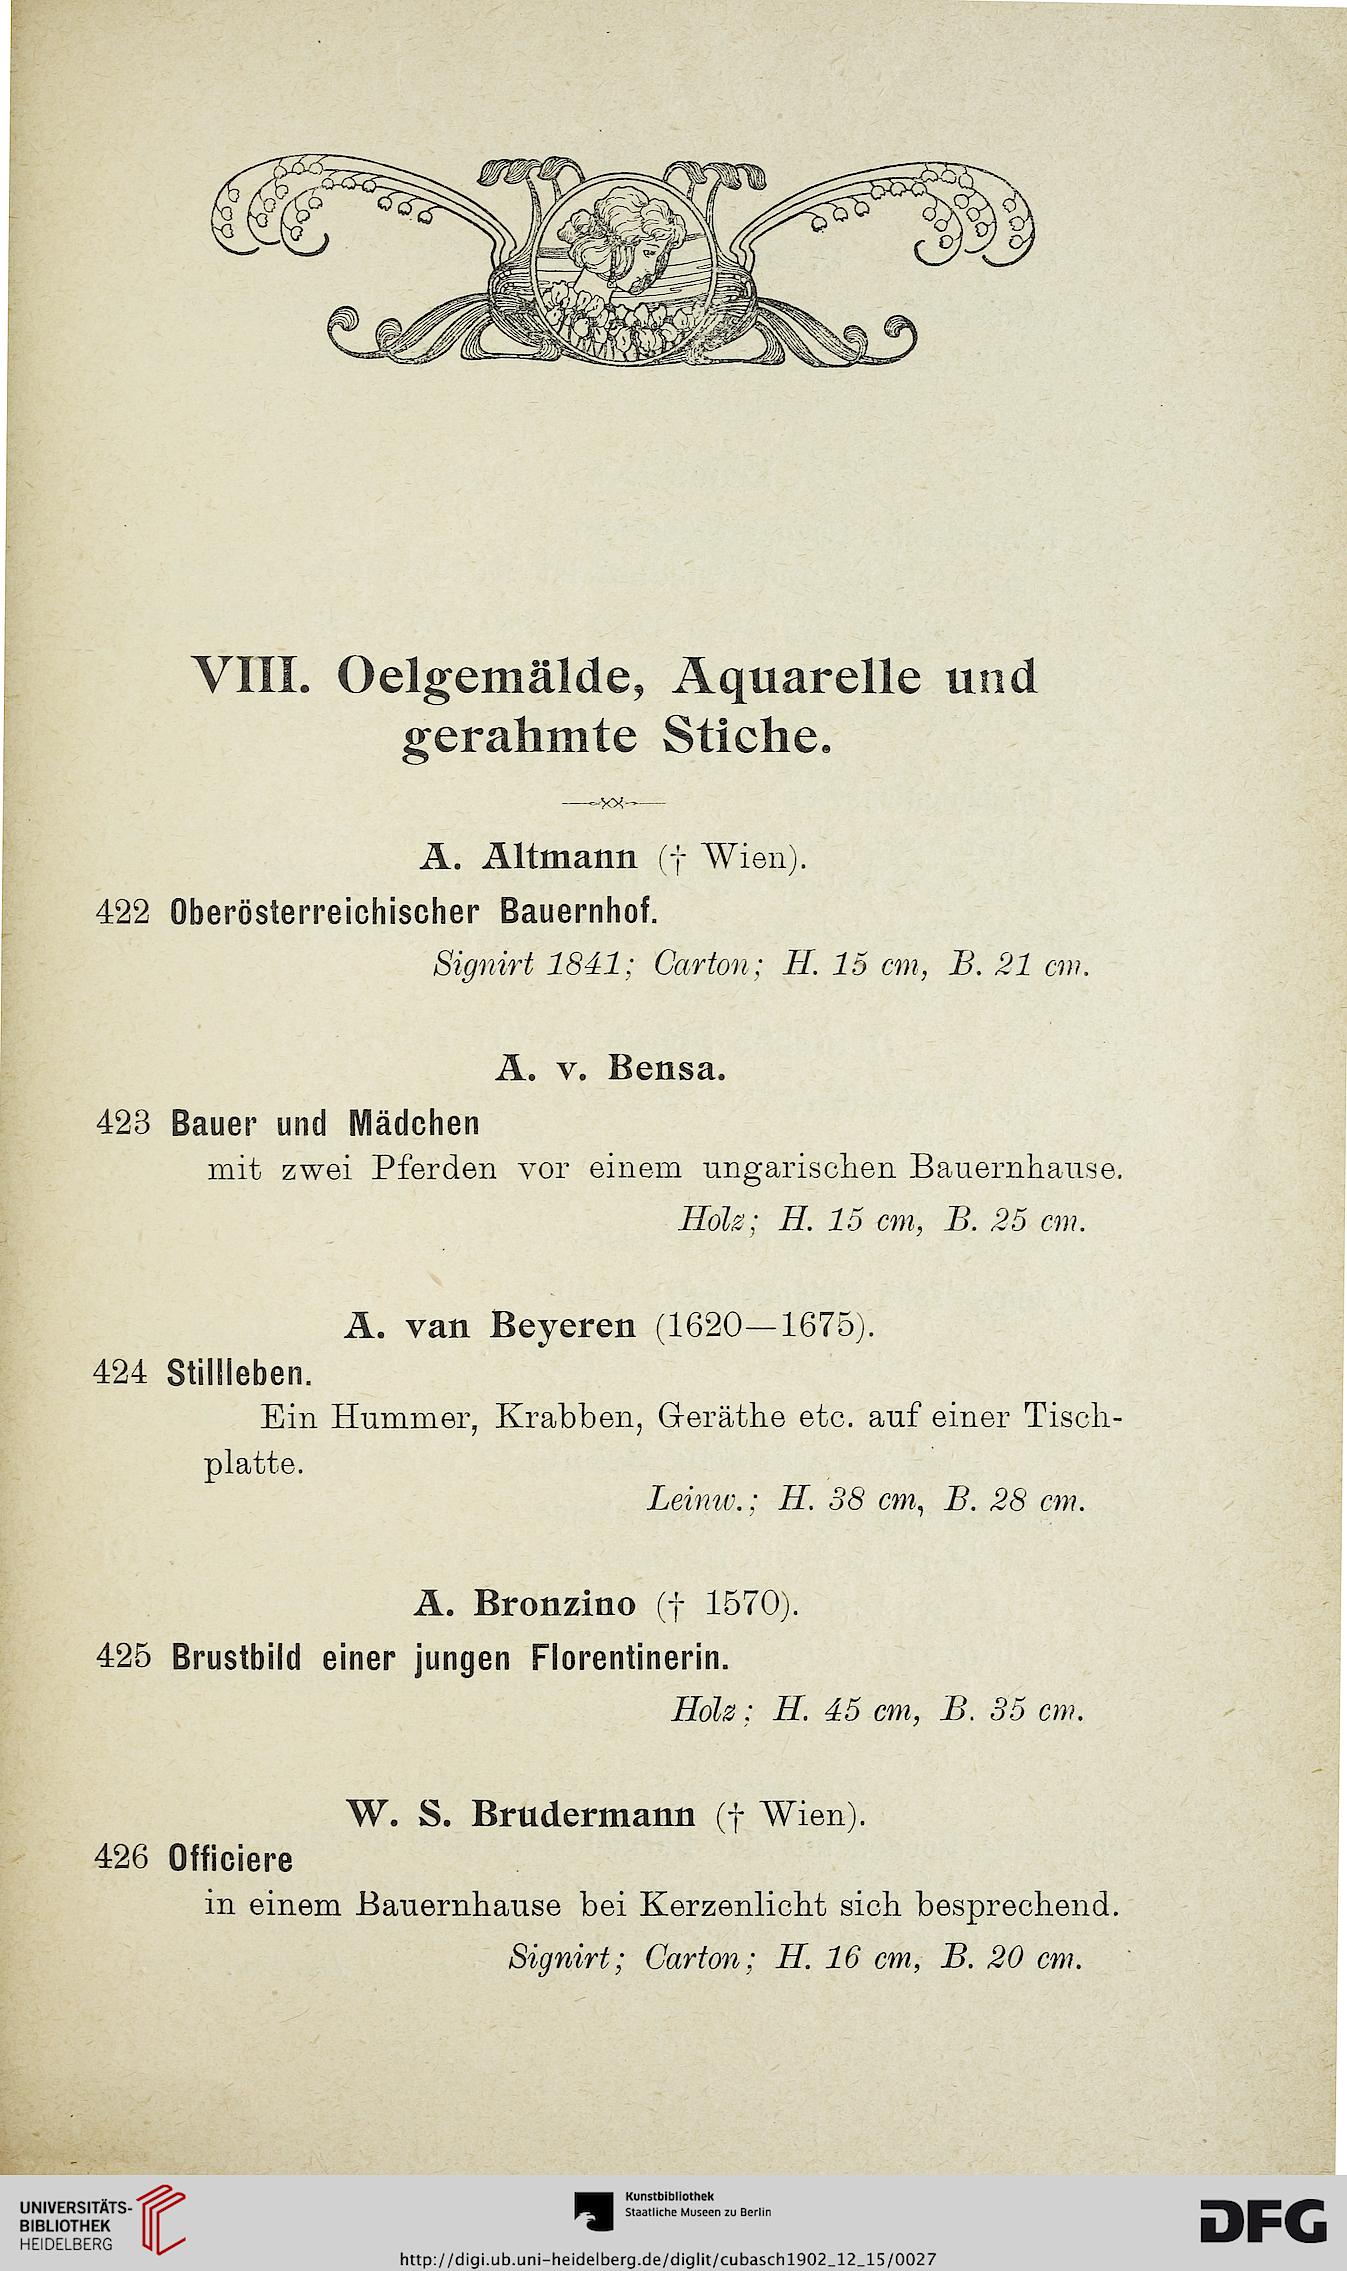 VIII. Oelgemälde, Aquarelle und
gerahmte Stiche.
A. Altmann († Wien).
422 Oberösterreichischer Bauernhof.
Signirt 1841; Carton; H. 15 cm, B. 21 cm.
A. v. Bensa.
423 Bauer und Mädchen
mit zwei Pferden vor einem ungarischen Bauernhause.
Holz; H. 15 cm, B. 25 cm.
A. van Beyeren (1620—1675).
424 Stillleben.
Ein Hummer, Krabben, Geräthe etc. auf einer Tisch-
platte.
Leinw.; H. 38 cm, B. 28 cm.
A. Bronzino († 1570).
425 Brustbild einer jungen Florentinerin.
Holz; H. 45 cm, B. 35 cm.
W. S. Brudermann († Wien).
426 Officiere
in einem Bauernhause bei Kerzenlicht sich besprechend.
Signirt; Carton; H. 16 cm, B. 20 cm.
UNIVERSITÄTS-
BIBLIOTHEK
HEIDELBERG
Kunstbibliothek
Staatliche Museen zu Berlin
http://digi.ub.uni-heidelberg.de/diglit/cubasch1902_12_15/0027
DFG